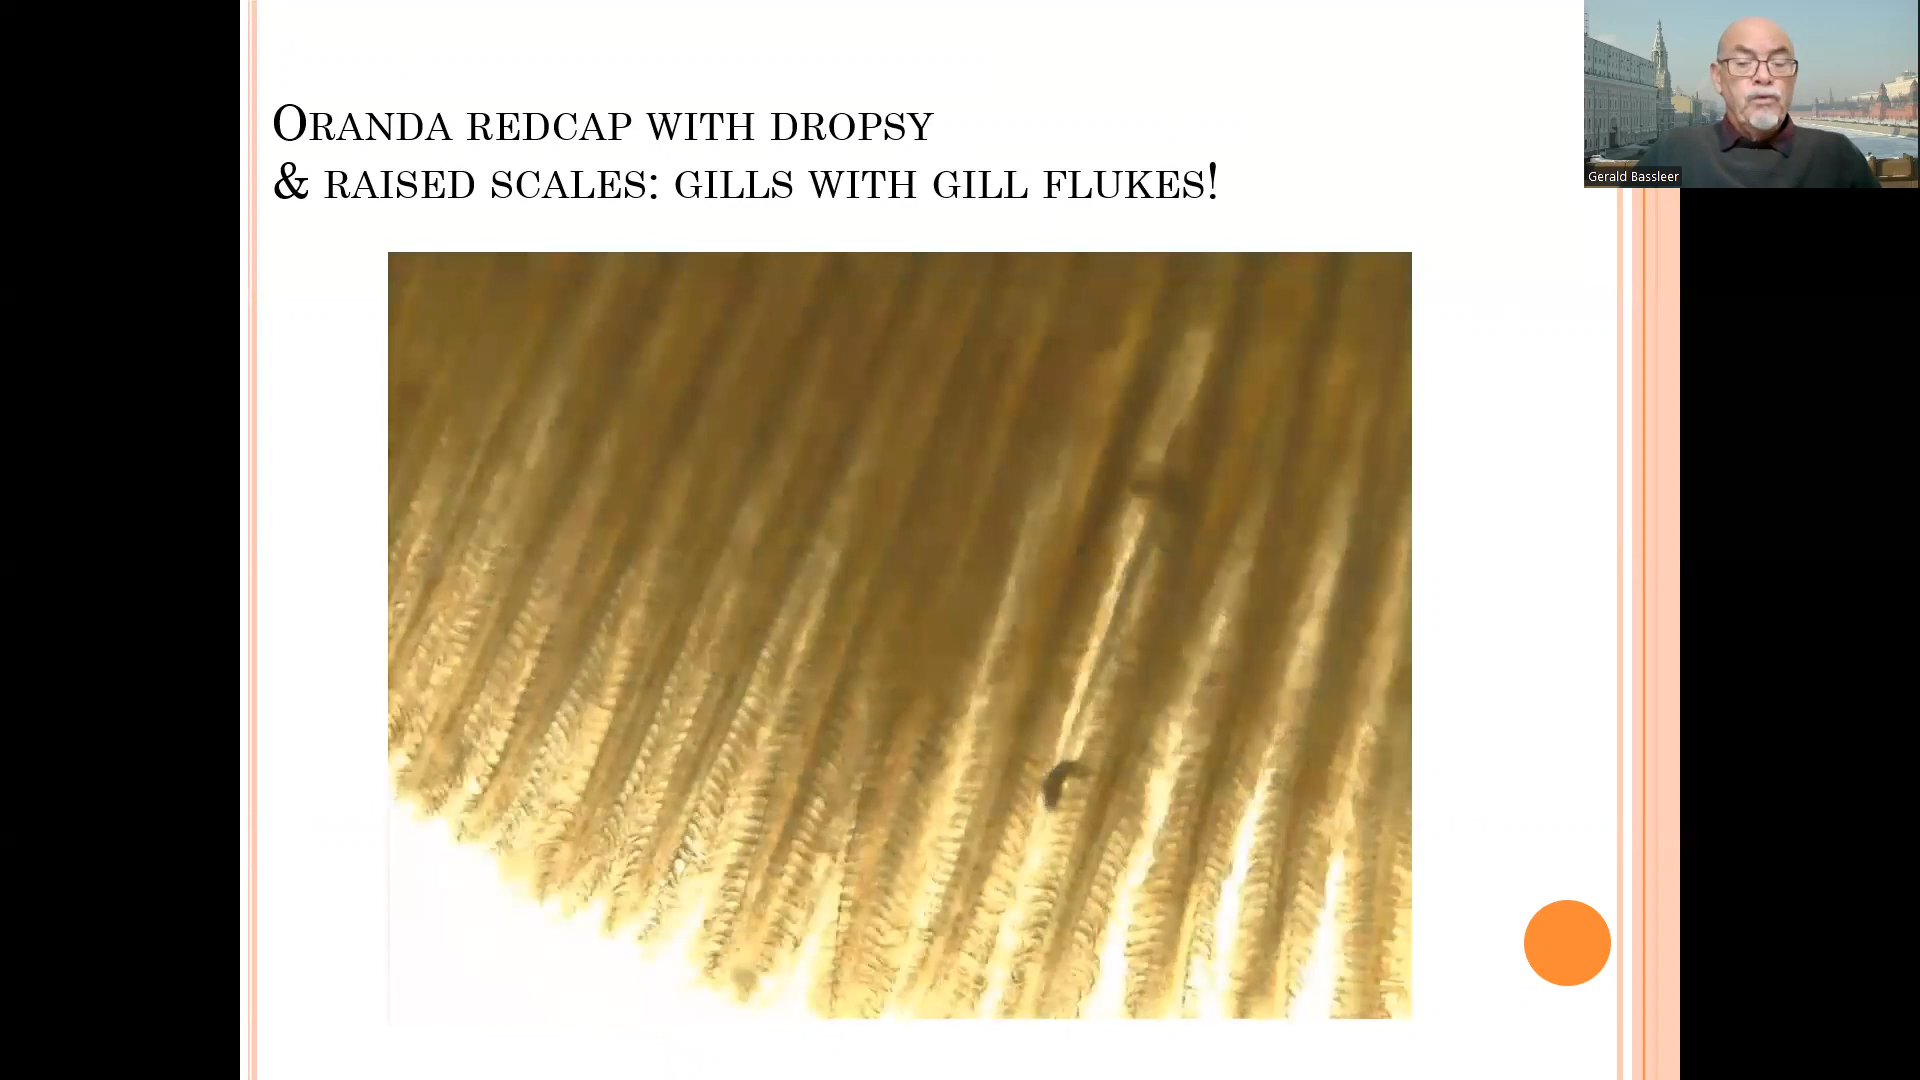 Oranda redcap with dropsy
& raised scales: gills with gill flukes!
Gerald Bassleer